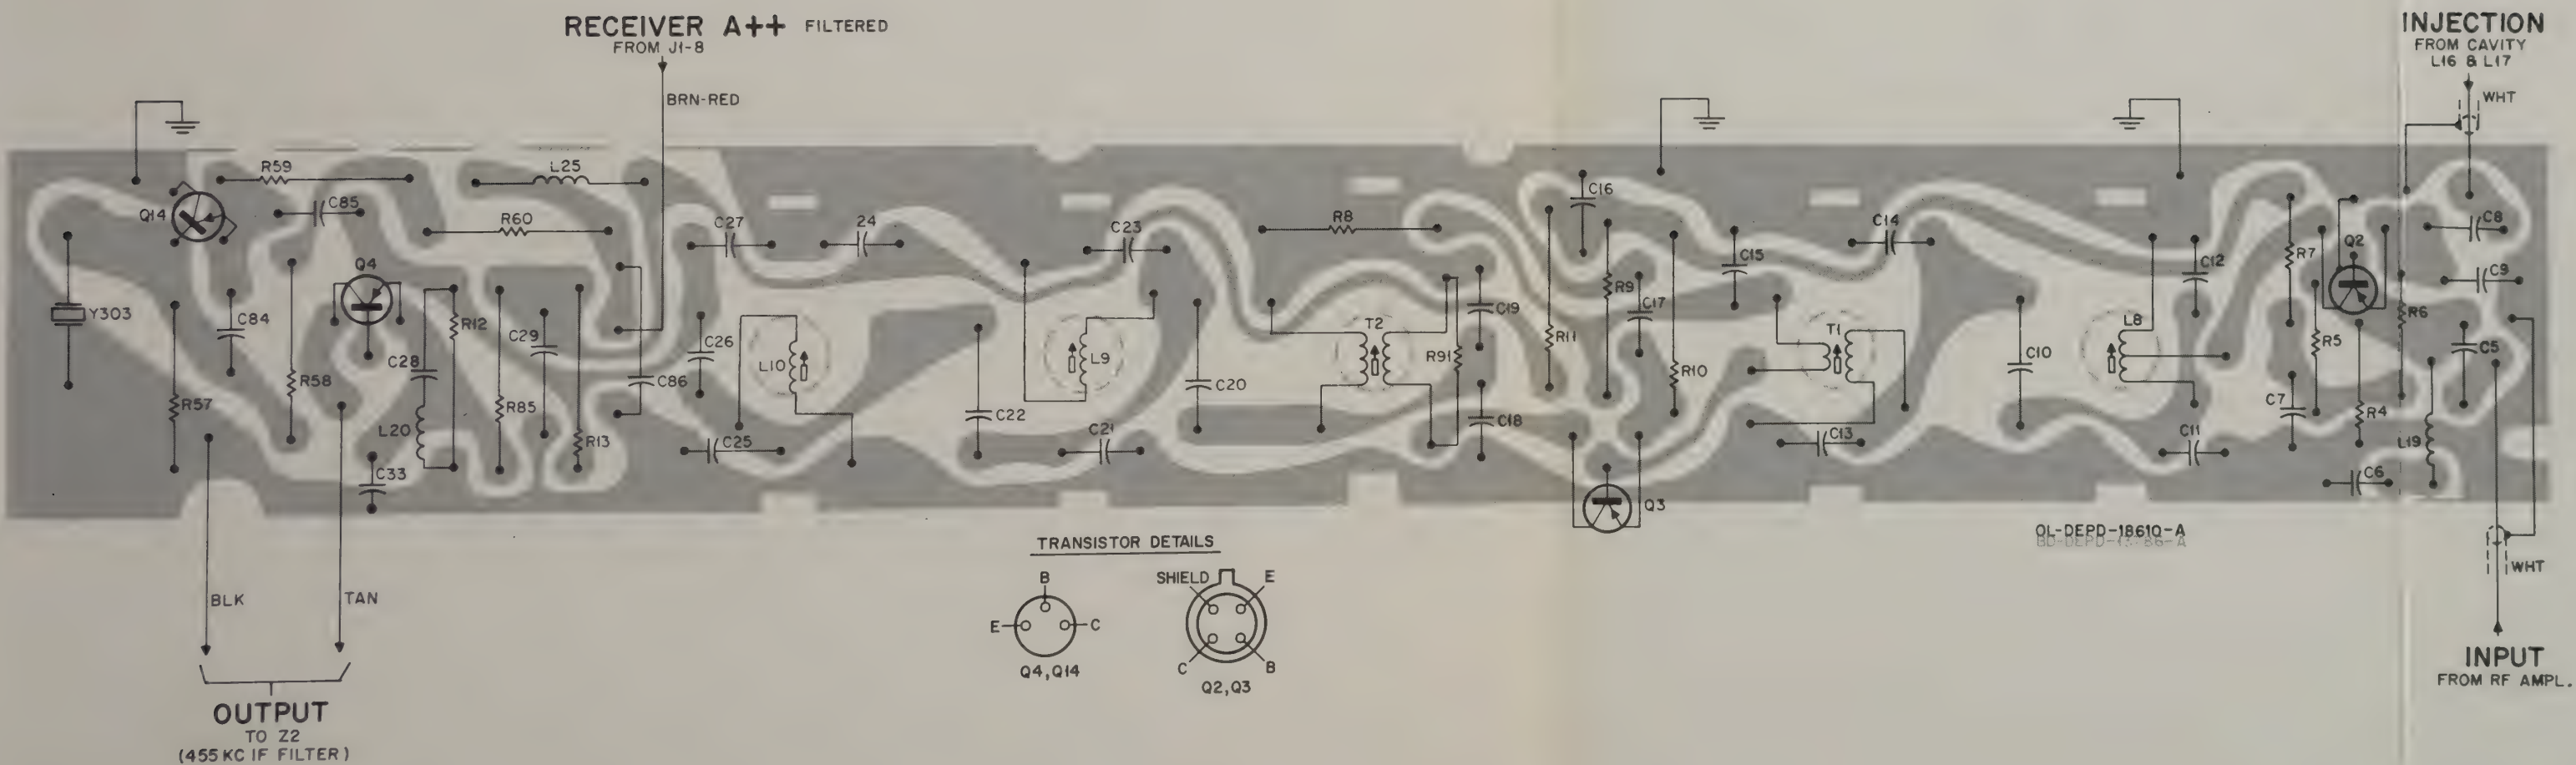 RECEIVER A++ FILTERED
FROM J1-8
BRN-RED
INJECTION
FROM CAVITY
L16 & L17
WHT
R59
L25
Q14
C85
R60
C27
24
C23
R8
C16
C14
C8
Q4
C15
R7
Q2
C12
C9
Y303
C84
R12
C29
C26
L10
L9
T2
C19
R9
C17
T1
L8
R6
R58
C28
C86
C20
R91
R11
R10
C10
R5
C5
R57
R85
C22
C18
C7
R4
L20
R13
C25
C21
C13
C11
L19
C33
C6
Q3
OL-DEPD-18610-A
TRANSISTOR DETAILS
B
E
C
Q4,Q14
SHIELD
E
C
B
Q2,Q3
BLK
TAN
WHT
OUTPUT
TO Z2
(455 KC IF FILTER)
INPUT
FROM RF AMPL.